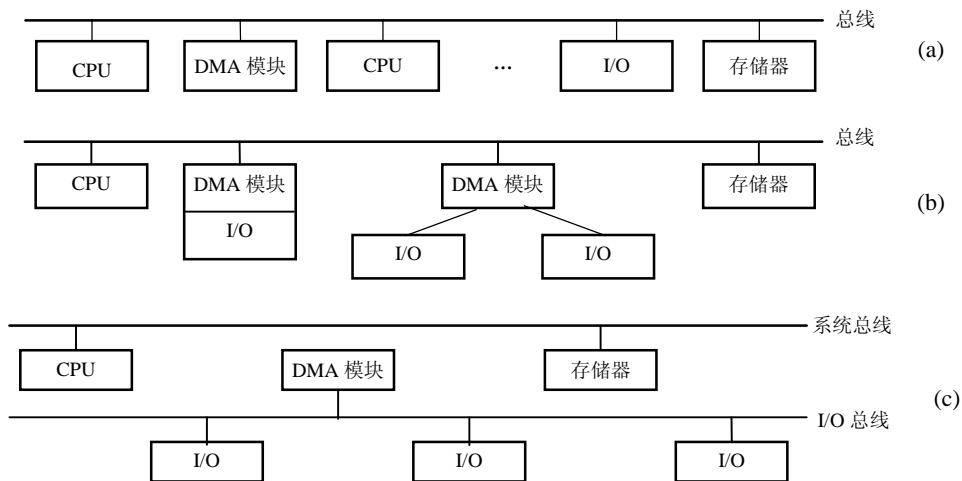 总线
CPU DMA 模块 CPU ... I/O 存储器 (a)
总线
CPU DMA 模块 DMA 模块 存储器
I/O (b)
I/O I/O
系统总线
CPU DMA 模块 存储器
(c)
I/O 总线
I/O I/O I/O